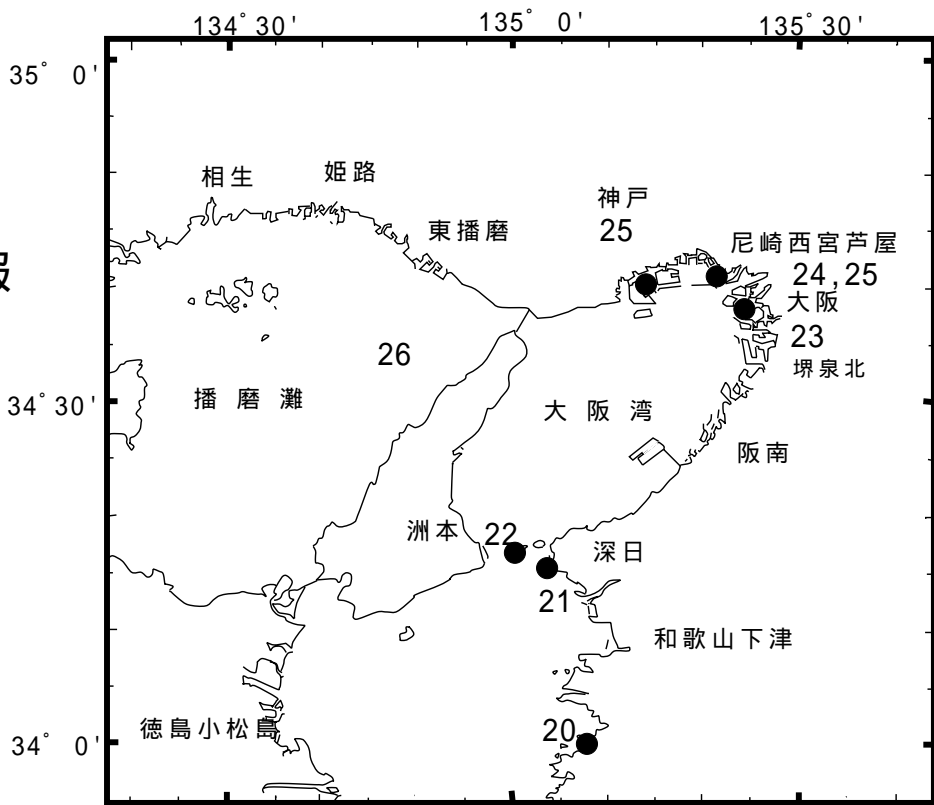 134° 30'
135° 0'
135° 30'
35° 0'
相生
姫路
神戸
25
東播磨
尼崎西宮芦屋
24,25
報
大阪
23
26
堺泉北
播磨灘
34° 30'
大阪湾
阪南
洲本
22
深日
21
和歌山下津
徳島小松島
20
34° 0'